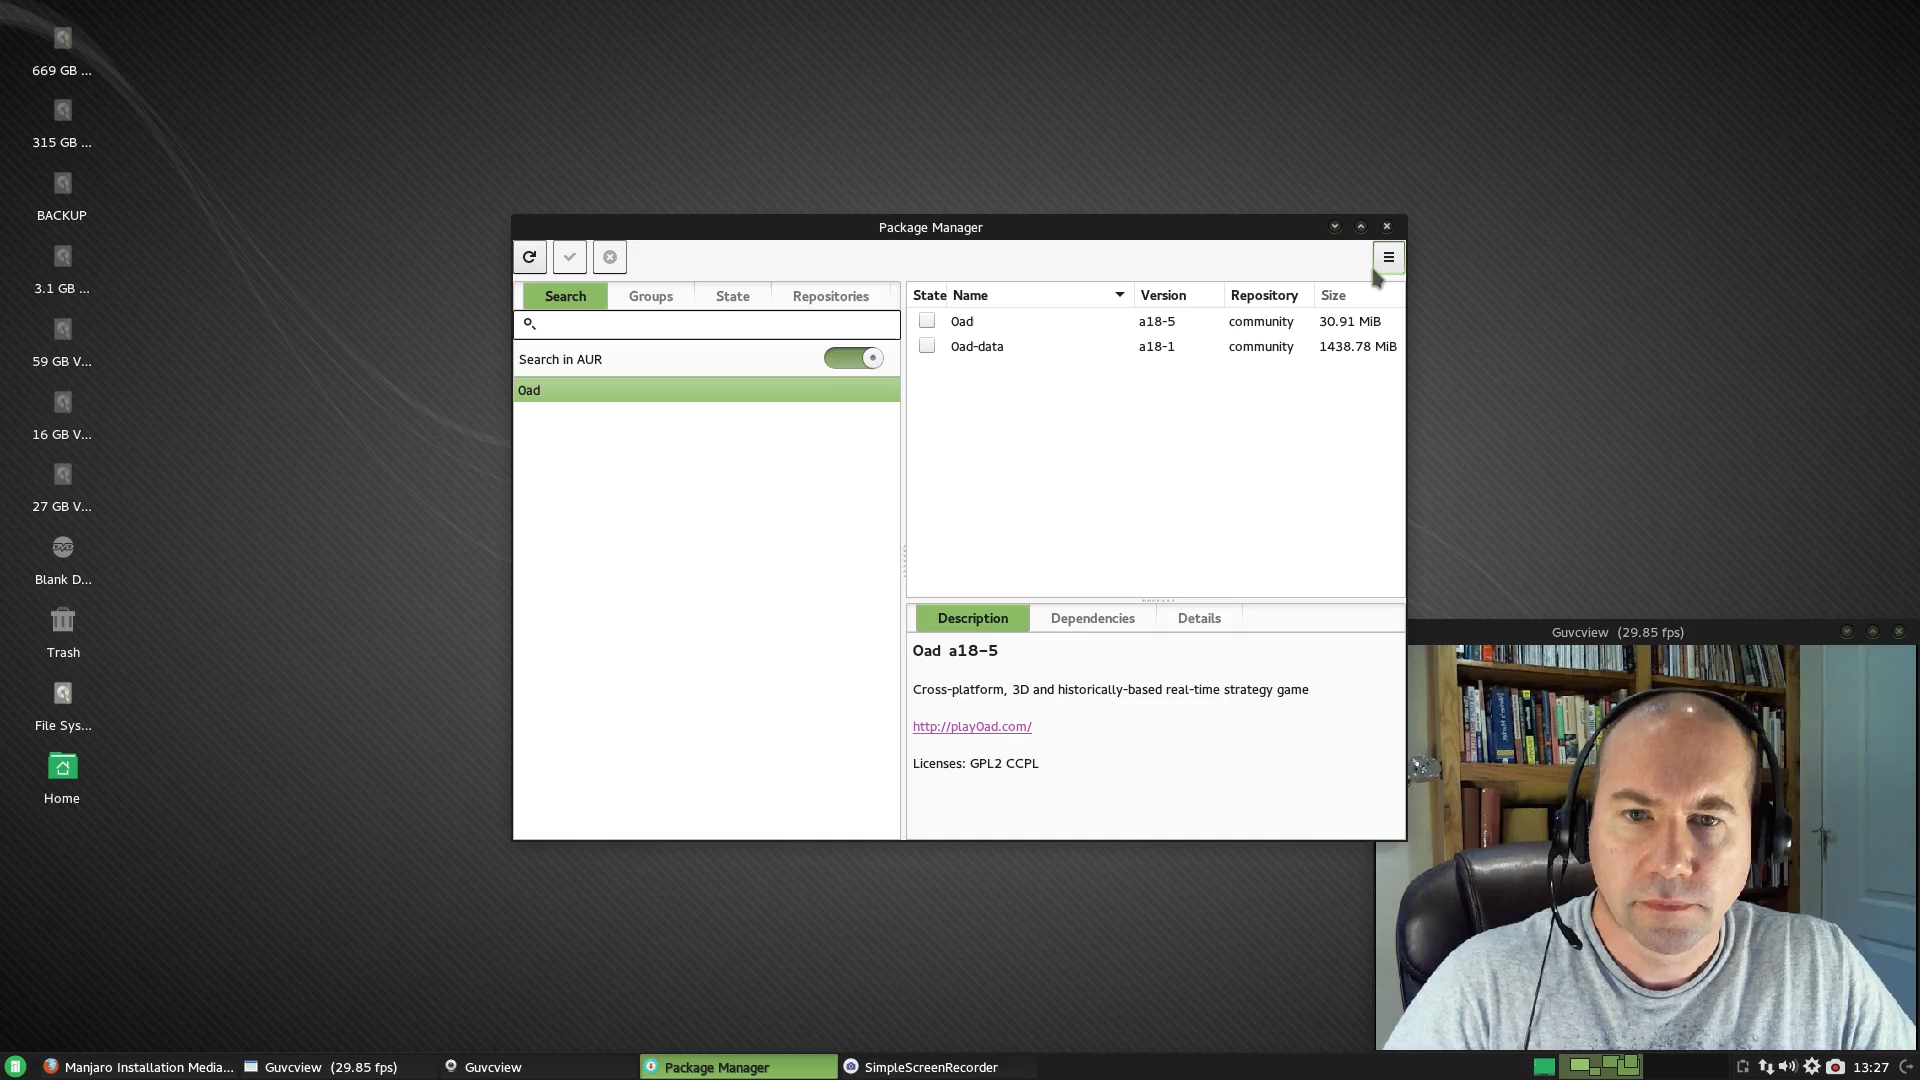 669 GB ...
315 GB ...
BACKUP
3.1 GB ...
59 GB V...
16 GB V...
27 GB V...
DVD
Blank D...
Trash
File Sys...
Home
Package Manager
Search Groups State Repositories
Search in AUR
0ad
State Name Version Repository Size
0ad a18-5 community 30.91 MiB
0ad-data a18-1 community 1438.78 MiB
Description Dependencies Details
0ad a18-5
Cross-platform, 3D and historically-based real-time strategy game
http://play0ad.com/
Licenses: GPL2 CCPL
Guvcview (29.85 fps)
Manjaro Installation Media... Guvcview (29.85 fps) Guvcview Package Manager SimpleScreenRecorder 13:27